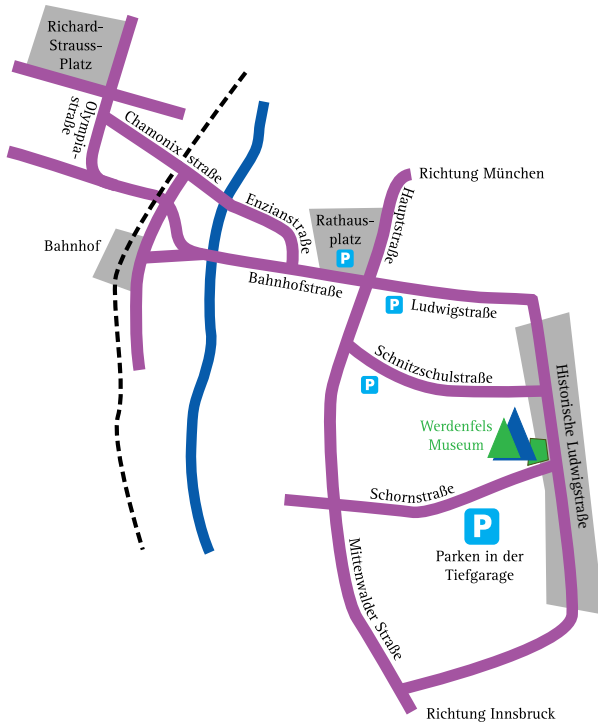 Richard-
Strauss-
Platz
Olympia-
straße
Chamonixstraße
Enzianstraße
Richtung München
Hauptstraße
Rathaus-
platz
P
Bahnhof
Bahnhofstraße
P
Ludwigstraße
Schnitzschulstraße
P
Historische Ludwigstraße
Werdenfels
Museum
Schornstraße
P
Parken in der
Tiefgarage
Mittenwalder Straße
Richtung Innsbruck